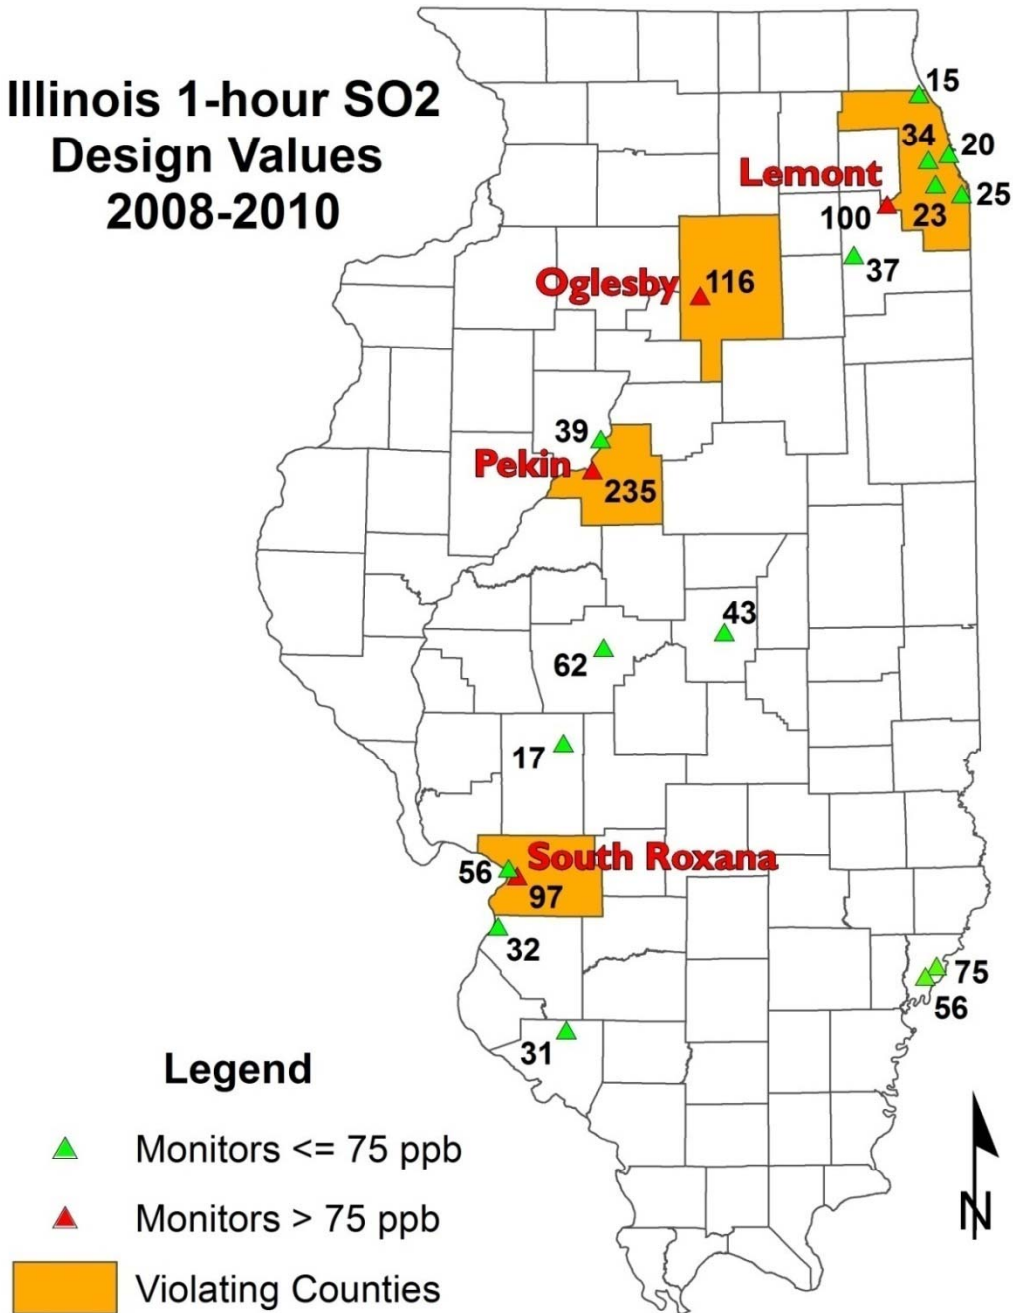 Illinois 1-hour SO2
Design Values
2008-2010
15
34
20
Lemont
100
23
25
37
Oglesby
116
39
Pekin
235
43
62
17
South Roxana
56
97
32
75
56
31
Legend
Monitors <= 75 ppb
Monitors > 75 ppb
Violating Counties
N